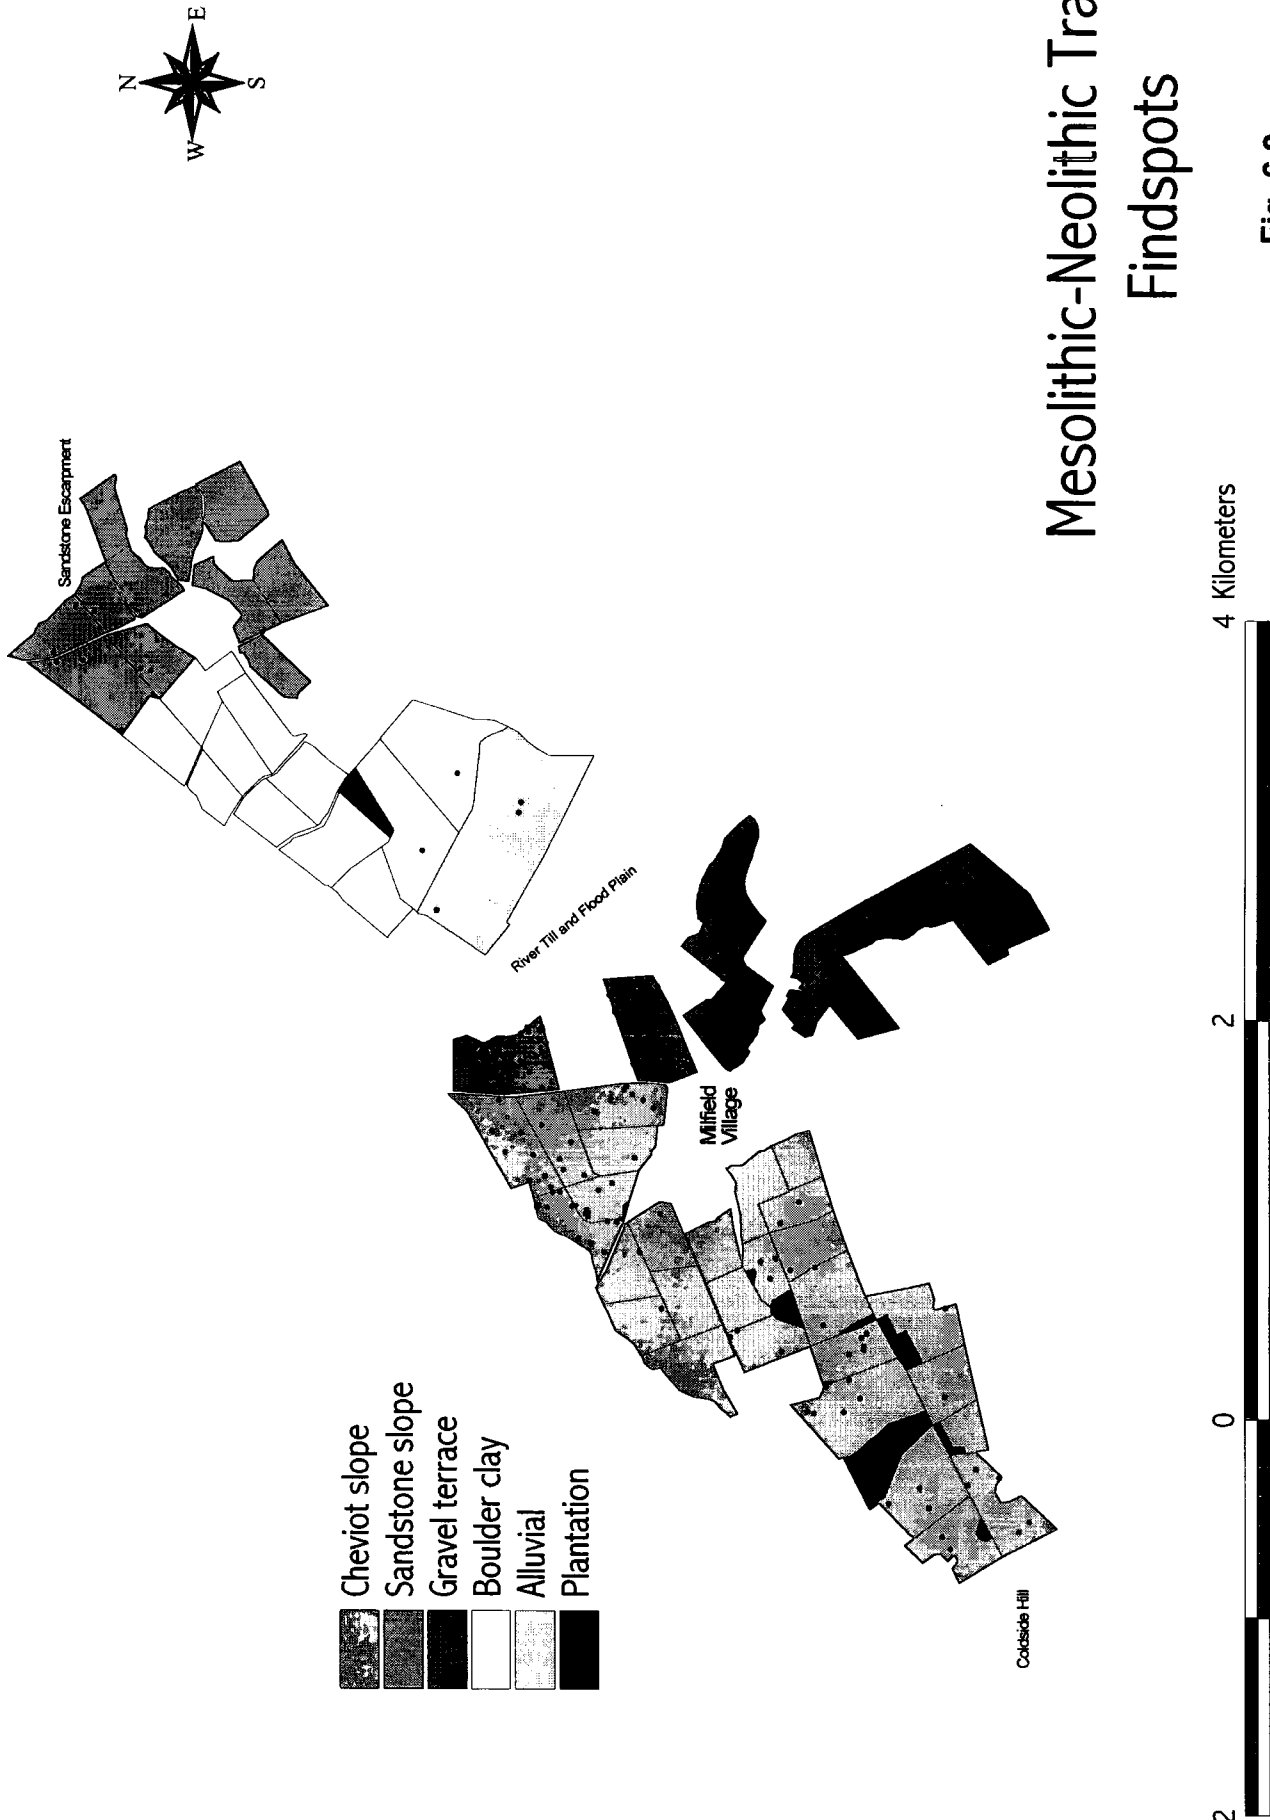 N
W
E
S
Sandstone Escarpment
River Till and Flood Plain
Milfield
Village
Coldside Hill
Cheviot slope
Sandstone slope
Gravel terrace
Boulder clay
Alluvial
Plantation
Mesolithic-Neolithic Tra
Findspots
2 0 2 4 Kilometers
Fig.